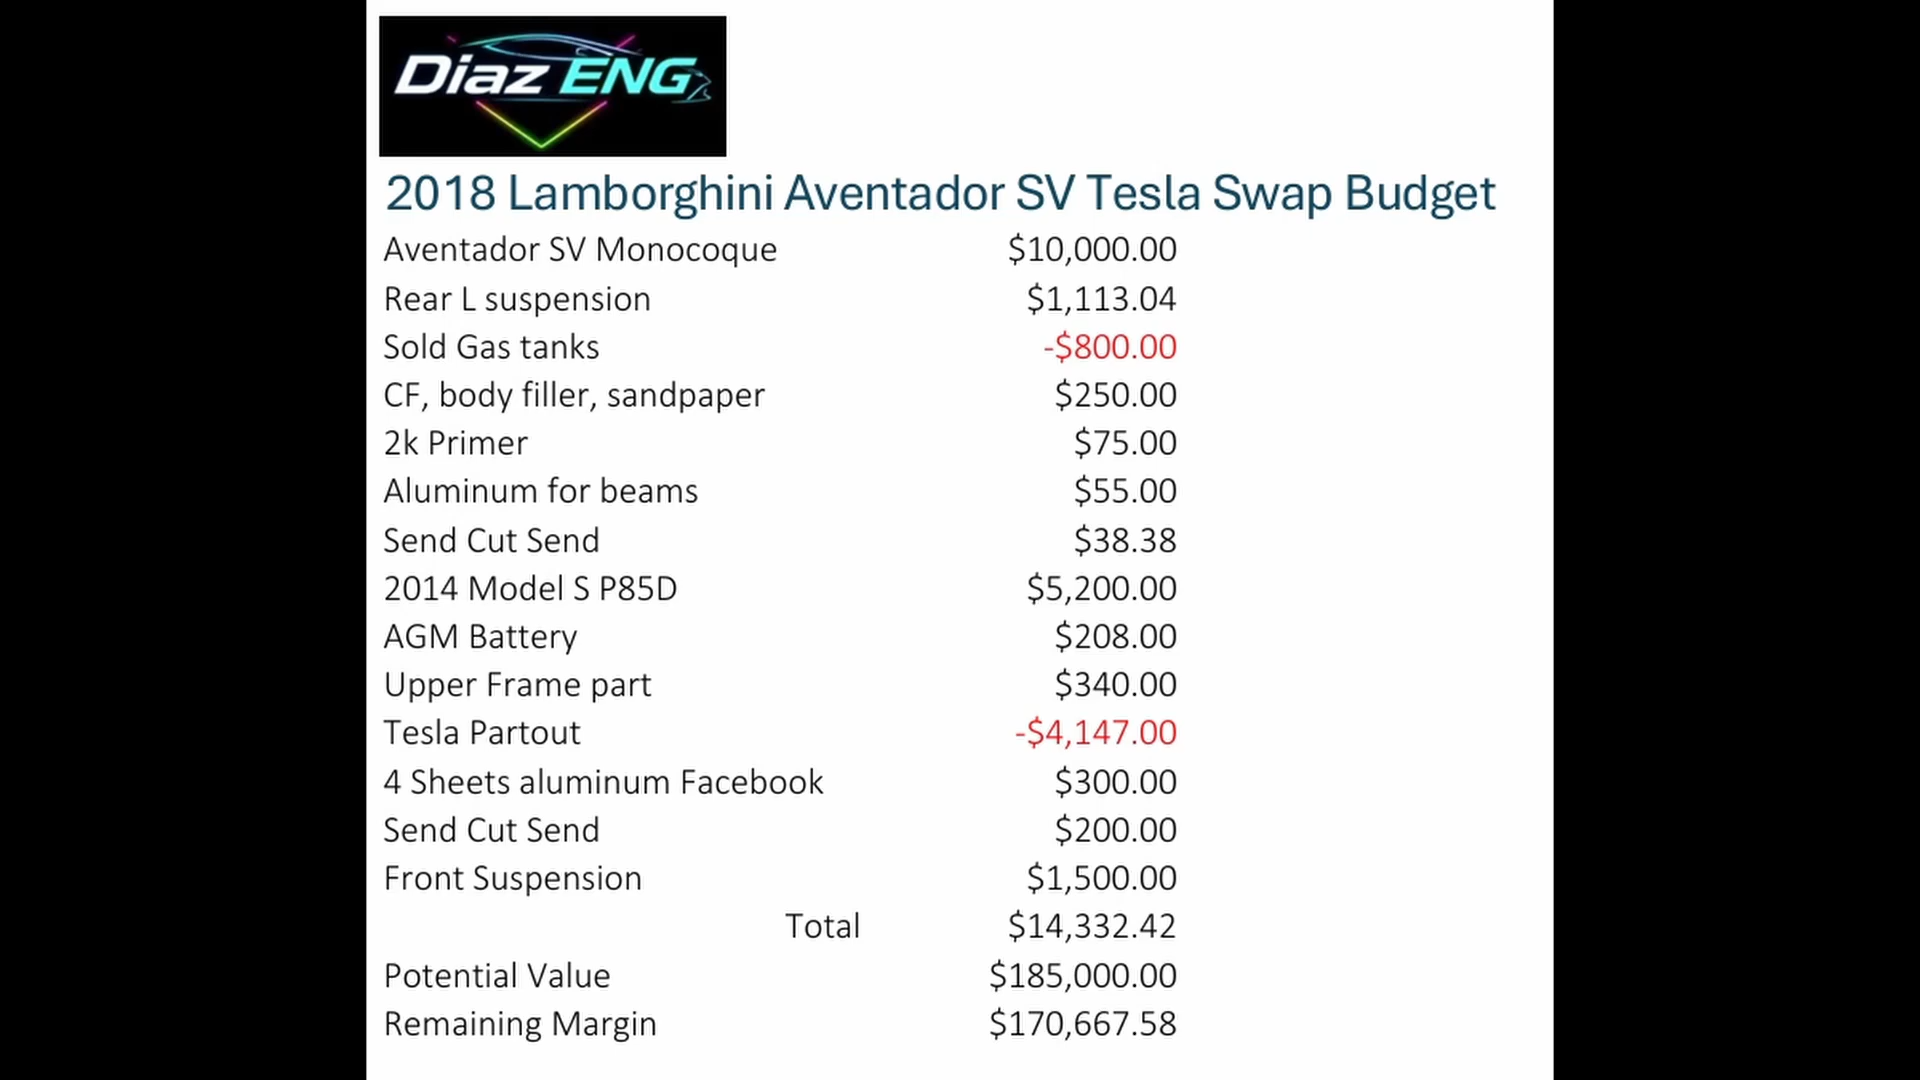 Diaz ENG
2018 Lamborghini Aventador SV Tesla Swap Budget
Aventador SV Monocoque $10,000.00
Rear L suspension $1,113.04
Sold Gas tanks -$800.00
CF, body filler, sandpaper $250.00
2k Primer $75.00
Aluminum for beams $55.00
Send Cut Send $38.38
2014 Model S P85D $5,200.00
AGM Battery $208.00
Upper Frame part $340.00
Tesla Partout -$4,147.00
4 Sheets aluminum Facebook $300.00
Send Cut Send $200.00
Front Suspension $1,500.00
Total $14,332.42
Potential Value $185,000.00
Remaining Margin $170,667.58